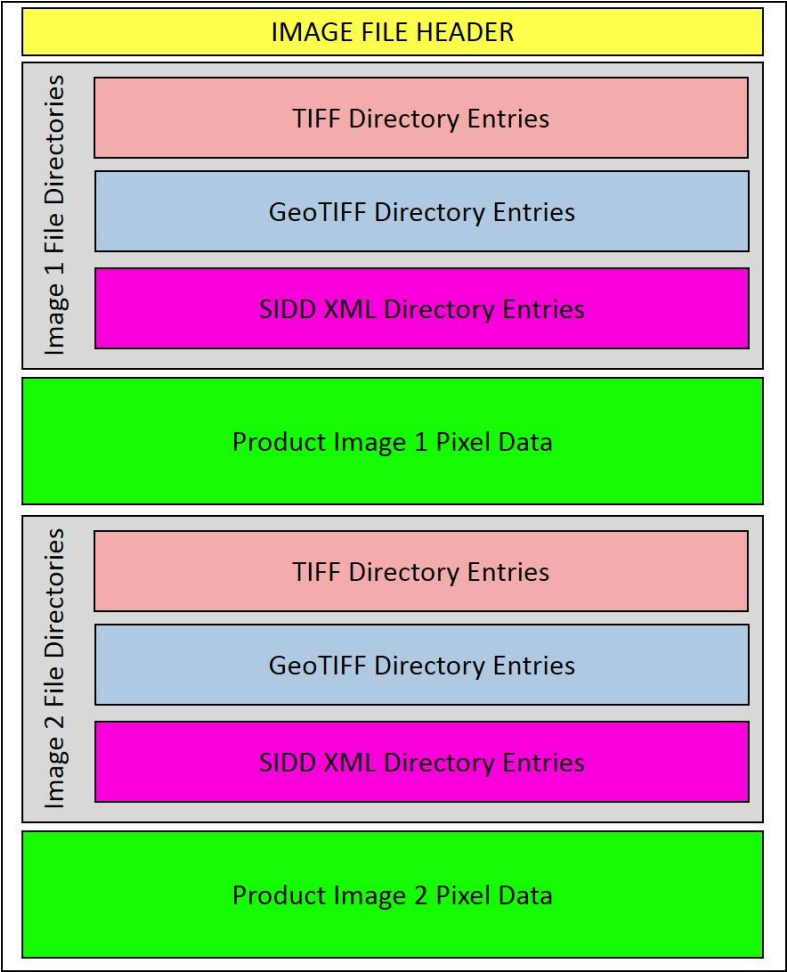 IMAGE FILE HEADER
Image 1 File Directories
TIFF Directory Entries
GeoTIFF Directory Entries
SIDD XML Directory Entries
Product Image 1 Pixel Data
Image 2 File Directories
TIFF Directory Entries
GeoTIFF Directory Entries
SIDD XML Directory Entries
Product Image 2 Pixel Data